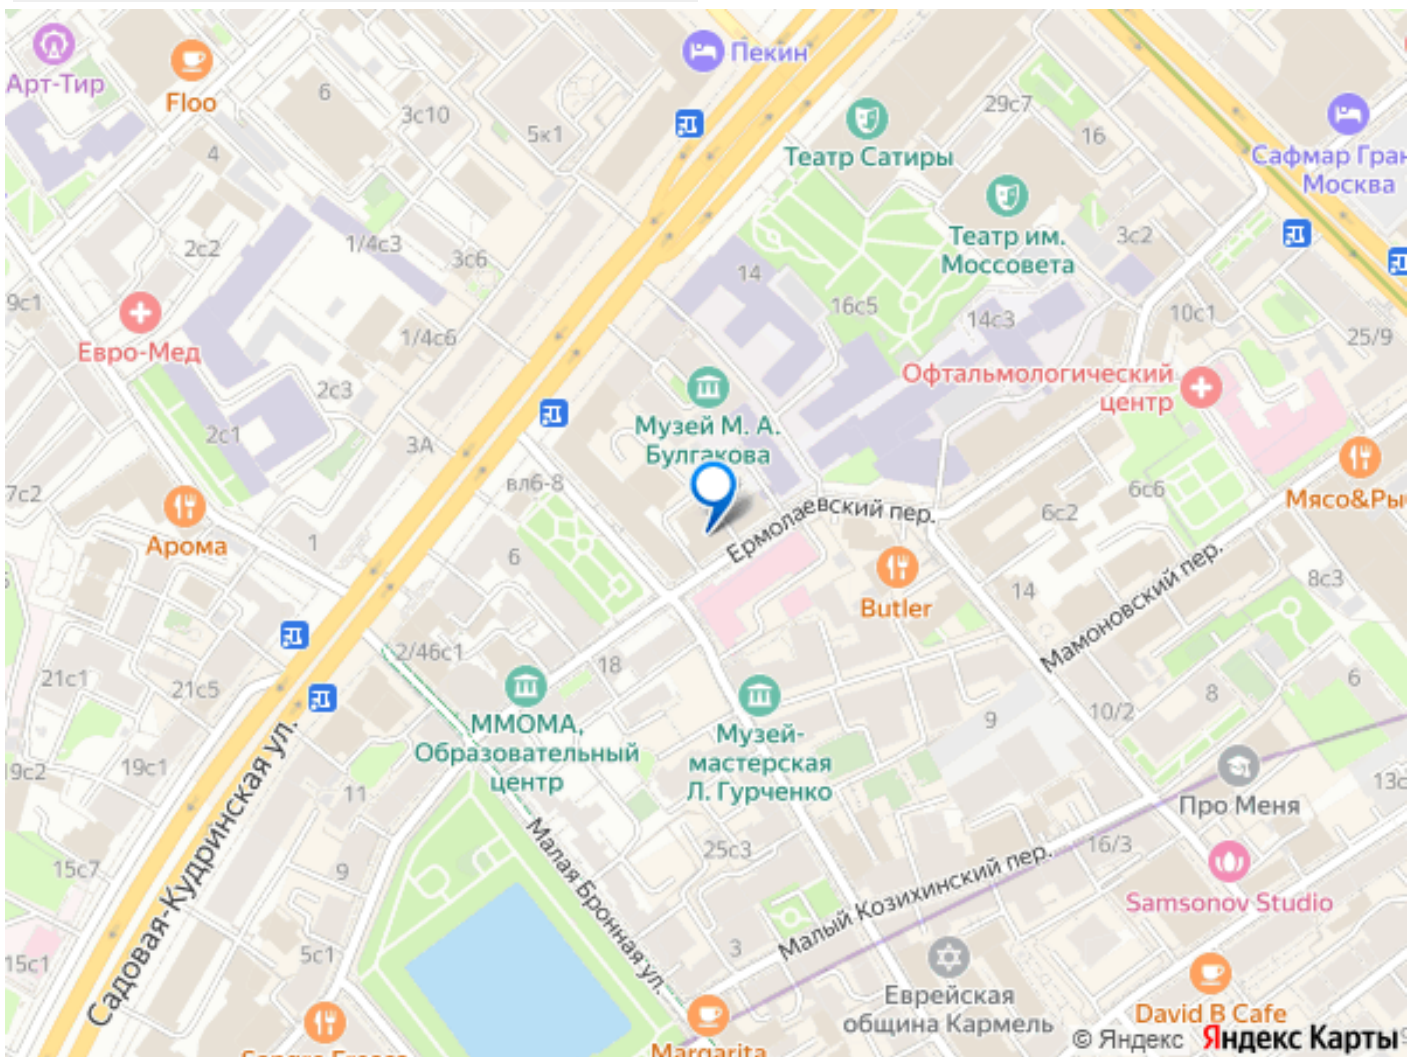 Пекин
Арт-Тир
Floo
6
3с10
5к1
29с7
16
4
Театр Сатиры
Сафмар Гран
Москва
2с2
1/4с3
3с6
Театр им.
Моссовета
3с2
14
9с1
16с5
14с3
10с1
25/9
Евро-Мед
1/4с6
2с3
Офтальмологический
центр
2с1
3А
Музей М. А.
Булгакова
7с2
вл6-8
6с6
Мясо&Ры
Арома
1
6
Ермолаевский пер.
6с2
Butler
14
8с3
Мамоновский пер.
2/46с1
18
21с1
21с5
ММОМА,
Образовательный
центр
Музей-
мастерская
Л. Гурченко
9
10/2
8
6
19с2
19с1
11
Садовая-Кудринская ул.
Про Меня
13с
15с7
9
Малая Бронная ул.
25с3
Малый Козихинский пер.
16/3
Samsonov Studio
15с1
5с1
3
Еврейская
община Кармель
David B Cafe
Margarita
© Яндекс Яндекс Карты